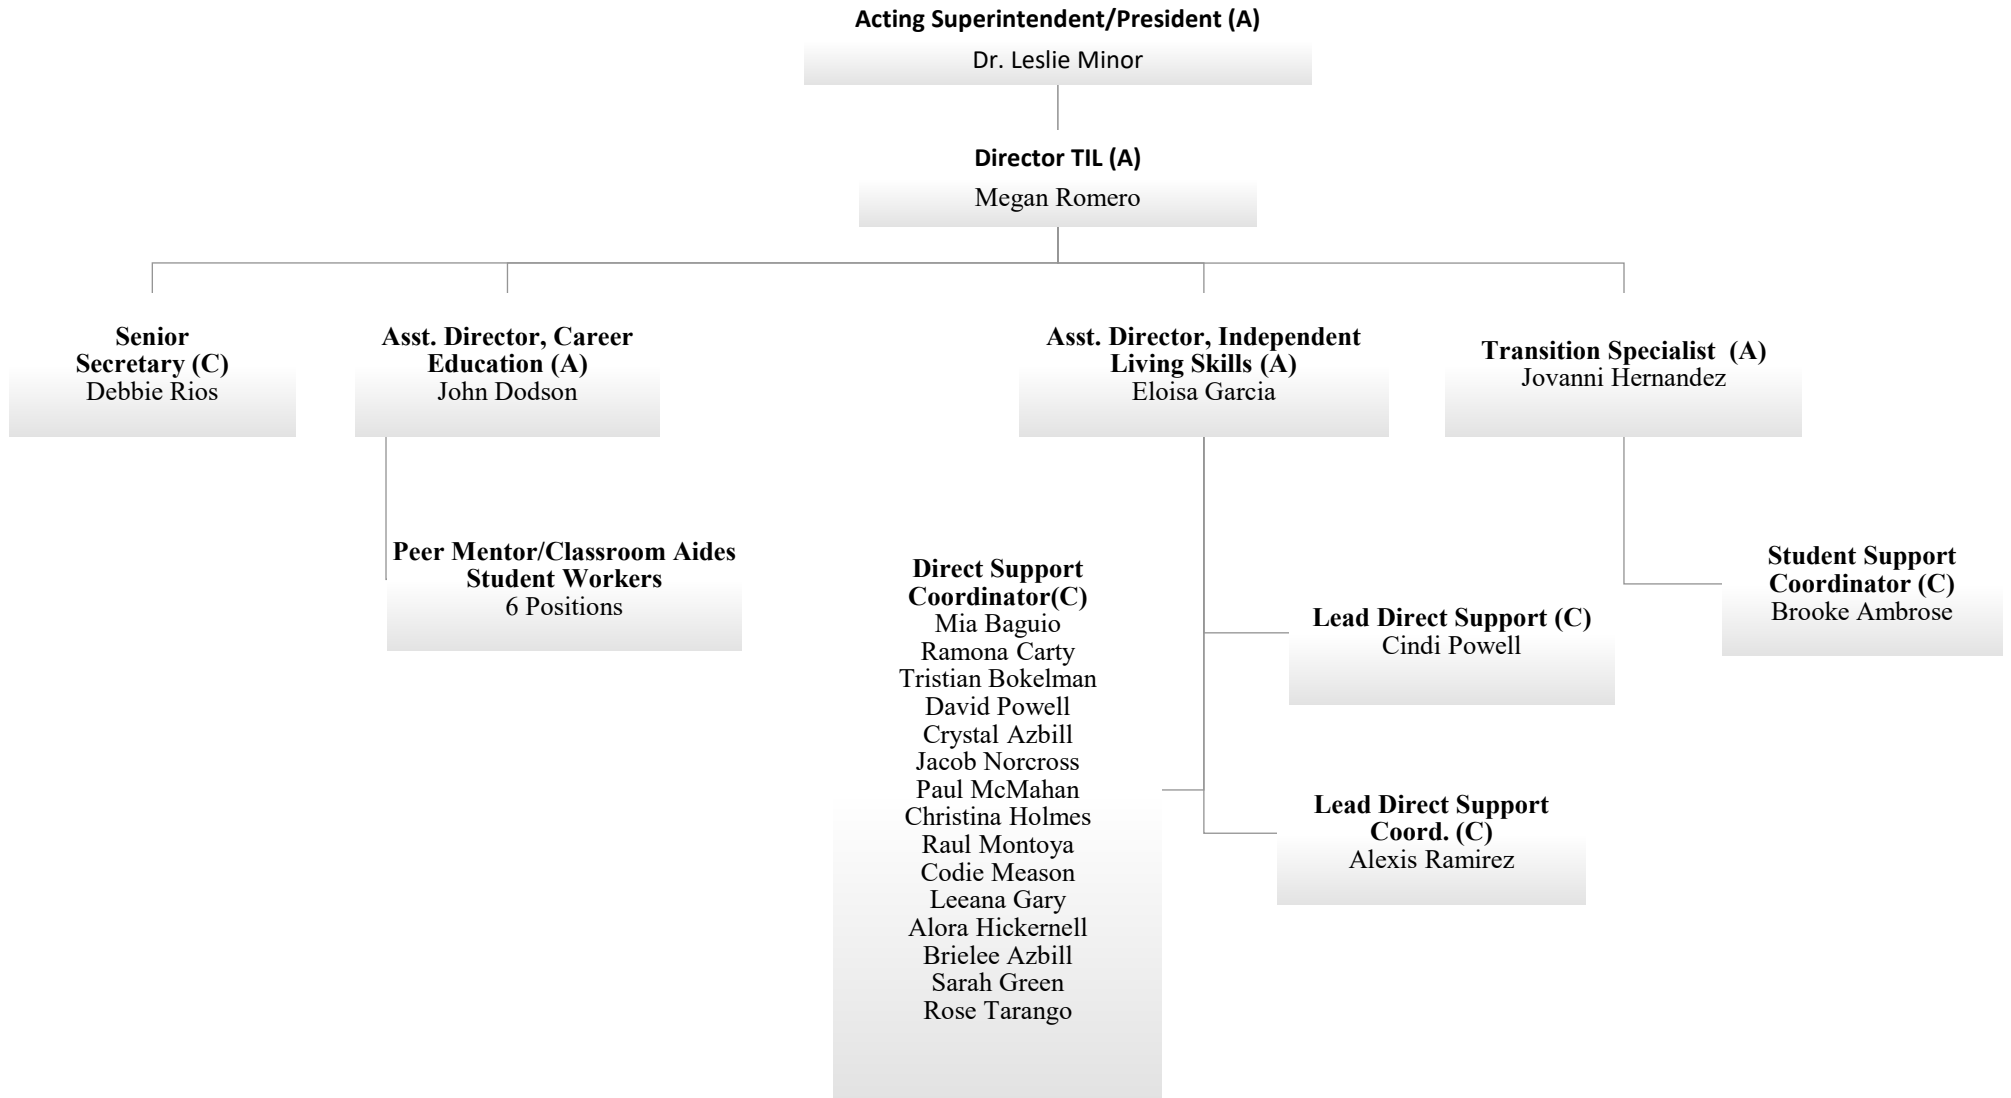 Acting Superintendent/President (A)
Dr. Leslie Minor
Director TIL (A)
Megan Romero
Senior
Secretary (C)
Debbie Rios
Asst. Director, Career
Education (A)
John Dodson
Asst. Director, Independent
Living Skills (A)
Eloisa Garcia
Transition Specialist  (A)
Jovanni Hernandez
Peer Mentor/Classroom Aides
Student Workers
6 Positions
Direct Support
Coordinator(C)
Mia Baguio
Ramona Carty
Tristian Bokelman
David Powell
Crystal Azbill
Jacob Norcross
Paul McMahan
Christina Holmes
Raul Montoya
Codie Meason
Leeana Gary
Alora Hickernell
Brielee Azbill
Sarah Green
Rose Tarango
Lead Direct Support (C)
Cindi Powell
Lead Direct Support
Coord. (C)
Alexis Ramirez
Student Support
Coordinator (C)
Brooke Ambrose